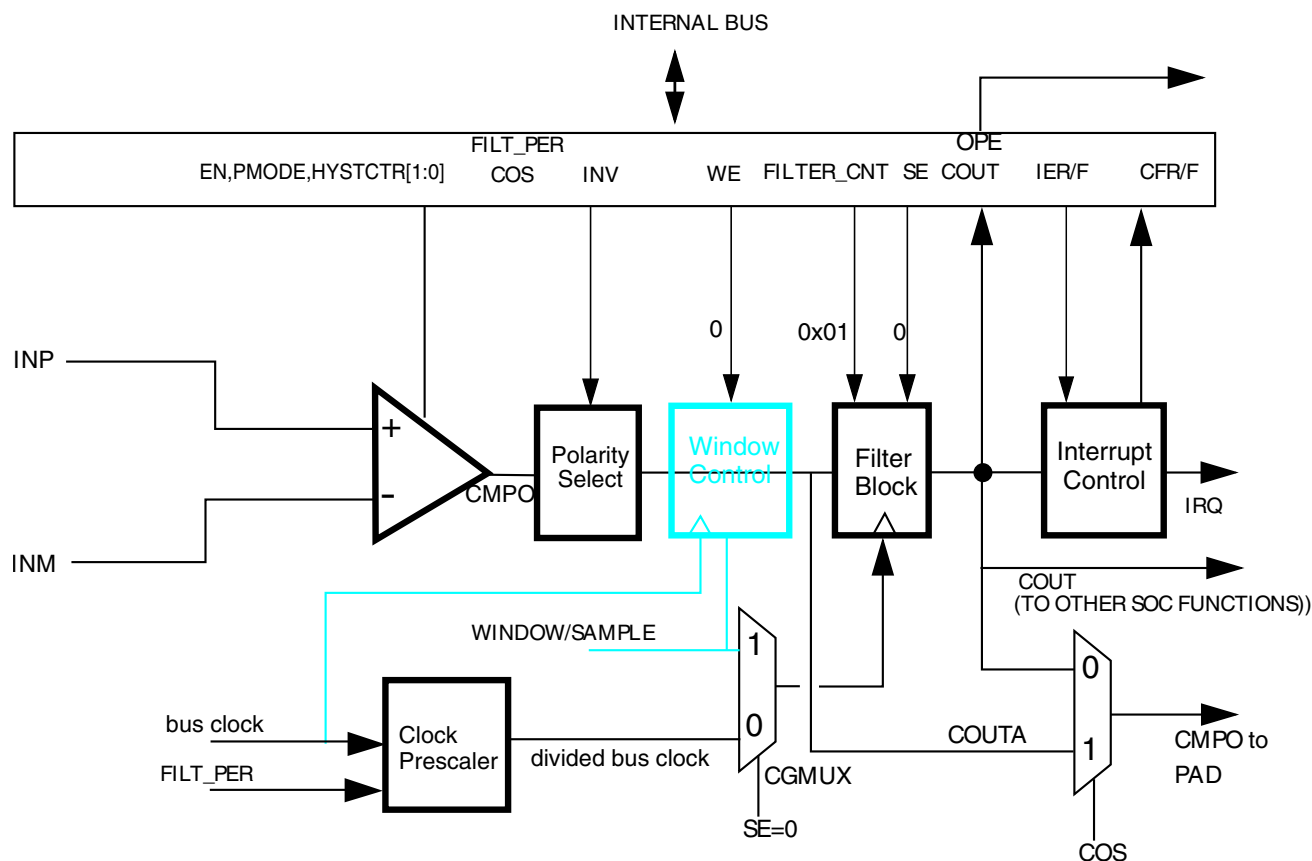 INTERNAL BUS
OPE
FILT_PER
EN,PMODE,HYSTCTR[1:0]
COS
INV
WE
FILTER_CNT
SE
COUT
IER/F
CFR/F
0
0x01
0
INP
INM
+
-
CMPO
Polarity
Select
Window
Control
Filter
Block
Interrupt
Control
IRQ
COUT
(TO OTHER SOC FUNCTIONS))
WINDOW/SAMPLE
1
0
bus clock
FILT_PER
Clock
Prescaler
divided bus clock
CGMUX
SE=0
COUTA
0
1
CMPO to
PAD
COS